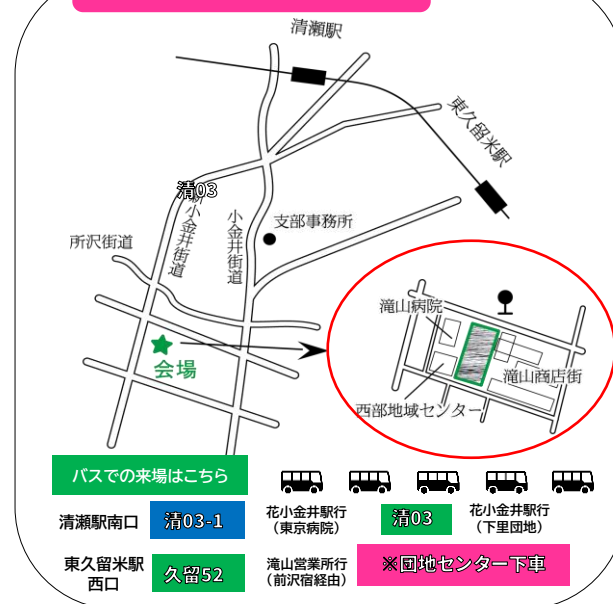 清瀬駅
東久留米駅
清03
新小金井街道
小金井街道
支部事務所
所沢街道
会場
滝山病院
滝山商店街
西部地域センター
バスでの来場はこちら
清瀬駅南口
清03-1
花小金井駅行
（東京病院）
清03
花小金井駅行
（下里団地）
東久留米駅
西口
久留52
滝山営業所行
（前沢宿経由）
※団地センター下車